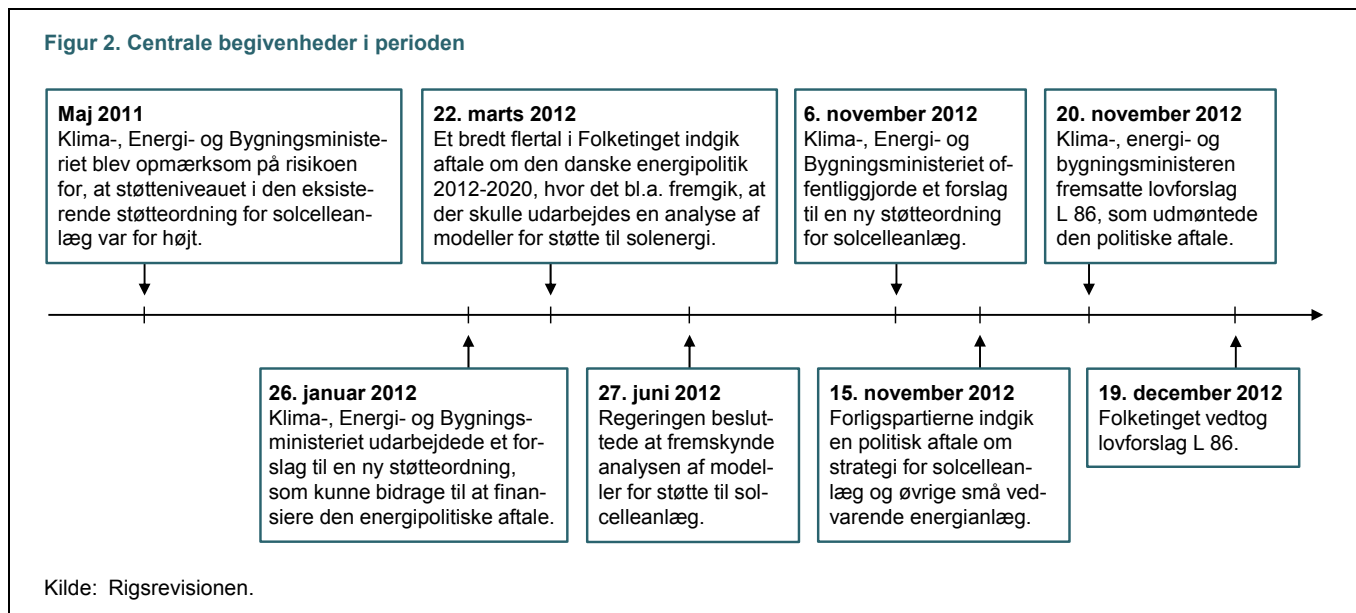 Figur 2. Centrale begivenheder i perioden
Maj 2011
Klima-, Energi- og Bygningsministe-
riet blev opmærksom på risikoen
for, at støtteniveauet i den eksiste-
rende støtteordning for solcellean-
læg var for højt.
22. marts 2012
Et bredt flertal i Folketinget indgik
aftale om den danske energipolitik
2012-2020, hvor det bl.a. fremgik, at
der skulle udarbejdes en analyse af
modeller for støtte til solenergi.
6. november 2012
Klima-, Energi- og
Bygningsministeriet of-
fentliggjorde et forslag
til en ny støtteordning
for solcelleanlæg.
20. november 2012
Klima-, energi- og
bygningsministeren
fremsatte lovforslag
L 86, som udmøntede
den politiske aftale.
26. januar 2012
Klima-, Energi- og Bygnings-
ministeriet udarbejdede et for-
slag til en ny støtteordning,
som kunne bidrage til at finan-
siere den energipolitiske aftale.
27. juni 2012
Regeringen beslut-
tede at fremskynde
analysen af model-
ler for støtte til sol-
celleanlæg.
15. november 2012
Forligspartierne indgik
en politisk aftale om
strategi for solcellean-
læg og øvrige små ved-
varende energianlæg.
19. december 2012
Folketinget vedtog
lovforslag L 86.
Kilde: Rigsrevisionen.